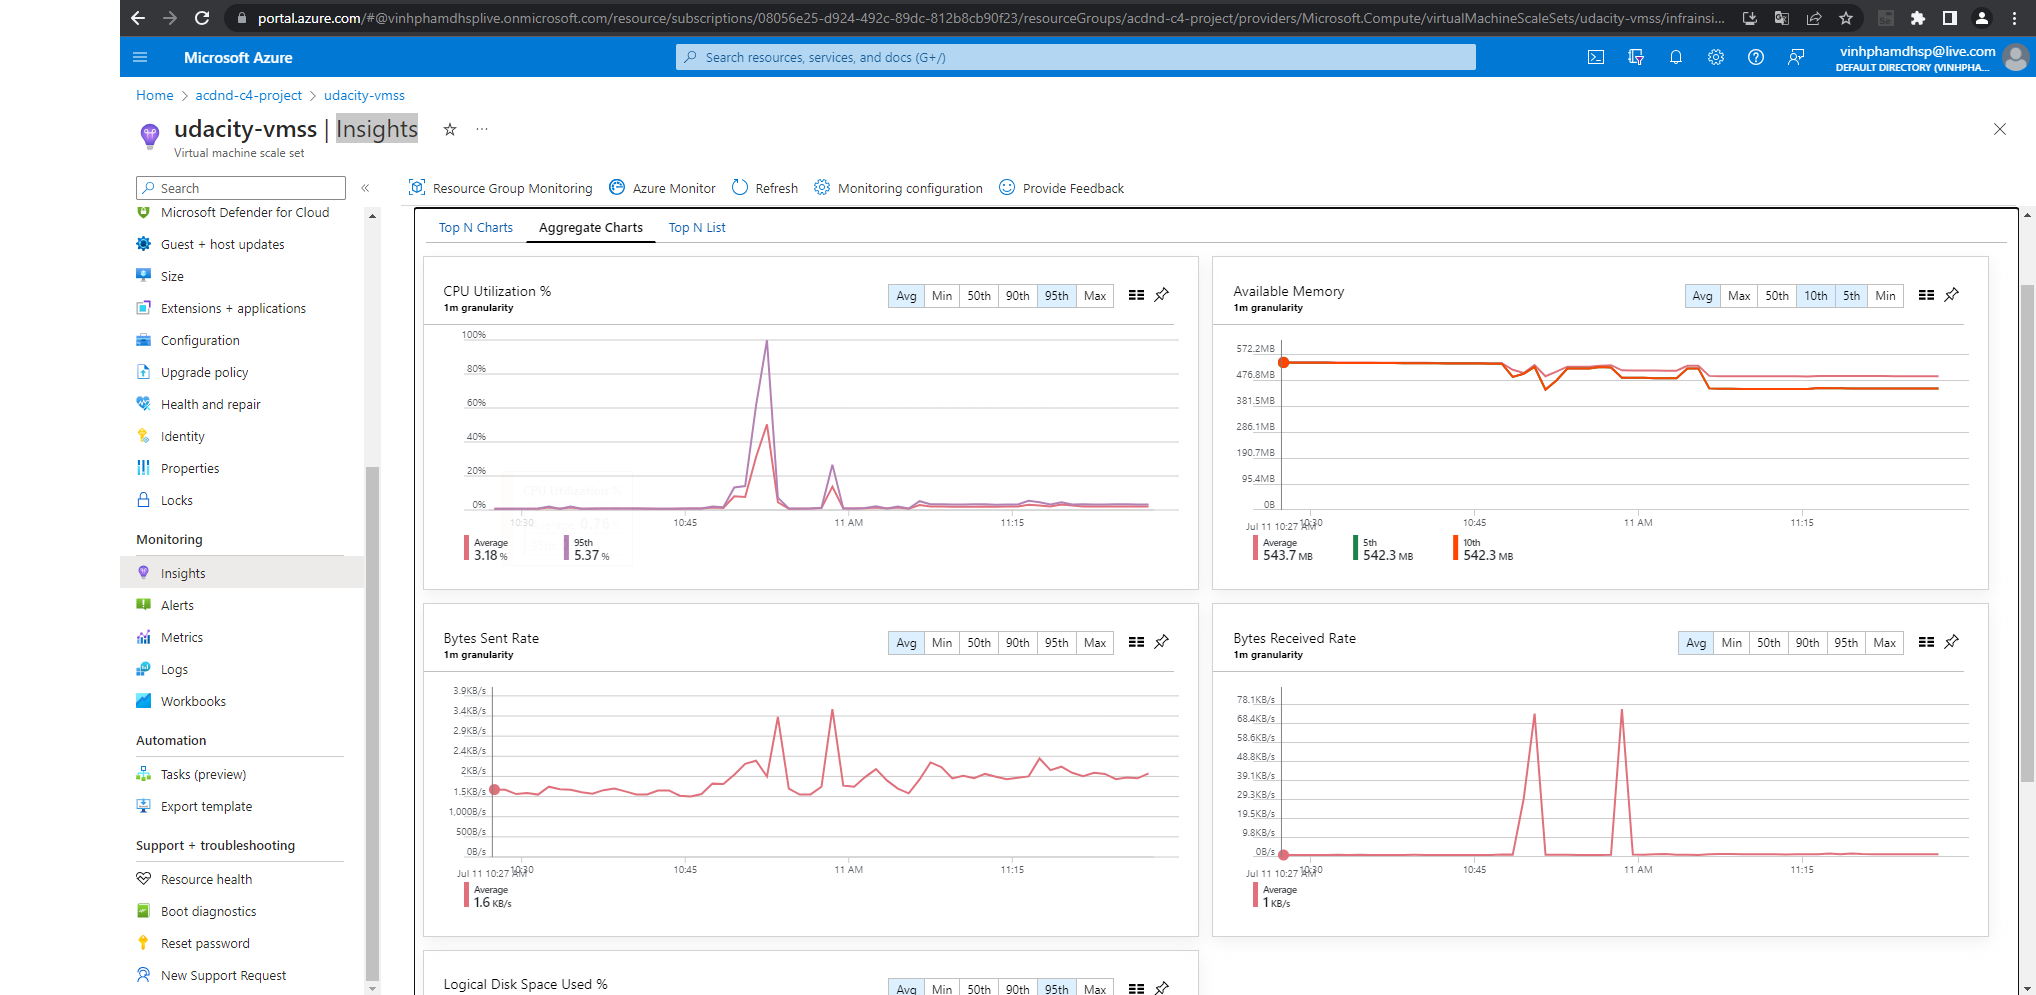 portal.azure.com/#@vinhphamdhsplive.onmicrosoft.com/resource/subscriptions/08056e25-d924-492c-89dc-812b8cb90f23/resourceGroups/acdnd-c4-project/providers/Microsoft.Compute/virtualMachineScaleSets/udacity-vmss/infrainsi...
Microsoft Azure
Search resources, services, and docs (G+/)
vinhphamdhsp@live.com
DEFAULT DIRECTORY (VINHPHA...
Home > acdnd-c4-project > udacity-vmss
udacity-vmss | Insights
Virtual machine scale set
Search
Resource Group Monitoring Azure Monitor Refresh Monitoring configuration Provide Feedback
Microsoft Defender for Cloud
Guest + host updates
Size
Extensions + applications
Configuration
Upgrade policy
Health and repair
Identity
Properties
Locks
Monitoring
Insights
Alerts
Metrics
Logs
Workbooks
Automation
Tasks (preview)
Export template
Support + troubleshooting
Resource health
Boot diagnostics
Reset password
New Support Request
Top N Charts Aggregate Charts Top N List
CPU Utilization %
1m granularity
Avg Min 50th 90th 95th Max
100%
80%
60%
40%
20%
0%
10:30 10:45 11 AM 11:15
Average 95th
3.18 % 5.37 %
Available Memory
1m granularity
Avg Max 50th 10th 5th Min
572.2MB
476.8MB
381.5MB
286.1MB
190.7MB
95.4MB
0B
Jul 11 10:27 AM 10:30 10:45 11 AM 11:15
Average 5th 10th
543.7 MB 542.3 MB 542.3 MB
Bytes Sent Rate
1m granularity
Avg Min 50th 90th 95th Max
3.9KB/s
3.4KB/s
2.9KB/s
2.4KB/s
2KB/s
1.5KB/s
1,000B/s
500B/s
0B/s
Jul 11 10:27 AM 10:30 10:45 11 AM 11:15
Average
1.6 KB/s
Bytes Received Rate
1m granularity
Avg Min 50th 90th 95th Max
78.1KB/s
68.4KB/s
58.6KB/s
48.8KB/s
39.1KB/s
29.3KB/s
19.5KB/s
9.8KB/s
0B/s
Jul 11 10:27 AM 10:30 10:45 11 AM 11:15
Average
1 KB/s
Logical Disk Space Used %
Avg Min 50th 90th 95th Max